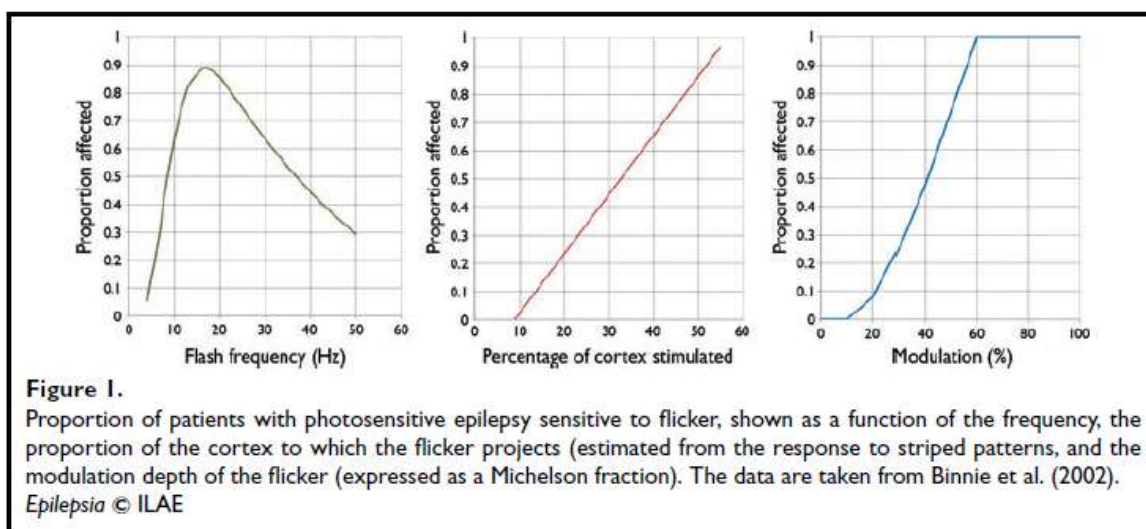 1
0.9
0.8
0.7
0.6
0.5
0.4
0.3
0.2
0.1
0
Proportion affected
0 10 20 30 40 50 60
Flash frequency (Hz)
1
0.9
0.8
0.7
0.6
0.5
0.4
0.3
0.2
0.1
0
Proportion affected
0 10 20 30 40 50 60
Percentage of cortex stimulated
1
0.9
0.8
0.7
0.6
0.5
0.4
0.3
0.2
0.1
0
Proportion affected
0 20 40 60 80 100
Modulation (%)
Figure 1.
Proportion of patients with photosensitive epilepsy sensitive to flicker, shown as a function of the frequency, the
proportion of the cortex to which the flicker projects (estimated from the response to striped patterns, and the
modulation depth of the flicker (expressed as a Michelson fraction). The data are taken from Binnie et al. (2002).
Epilepsia © ILAE